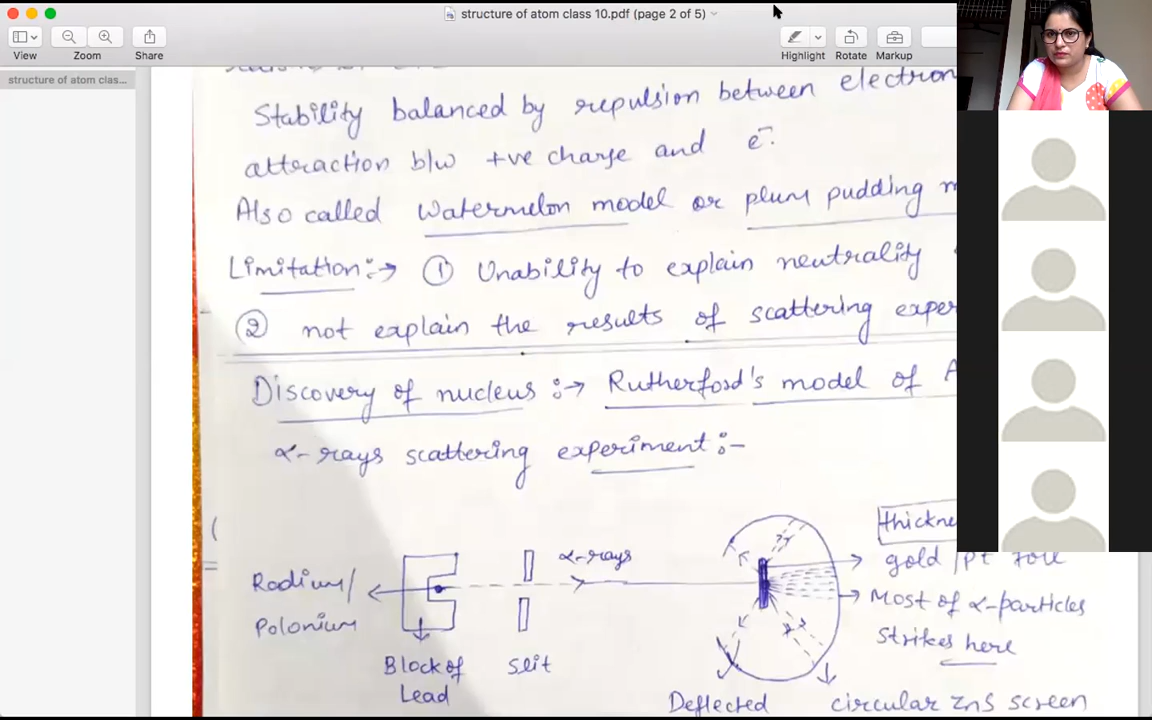 structure of atom class 10.pdf (page 2 of 5)
View
Zoom
Share
Highlight
Rotate
Markup
structure of atom clas...
Stability balanced by repulsion between electron
attraction b/w +ve charge and e-.
Also called Watermelon model or plum pudding m
Limitation:→ ① Unability to explain neutrality
② not explain the results of scattering exper
Discovery of nucleus :→ Rutherford's model of A
α-rays scattering experiment :-
thickne
gold /pt foil
α-rays
Radium/
Polonium
Most of α-particles
strikes here
Block of
Lead
Slit
Deflected
circular ZnS screen